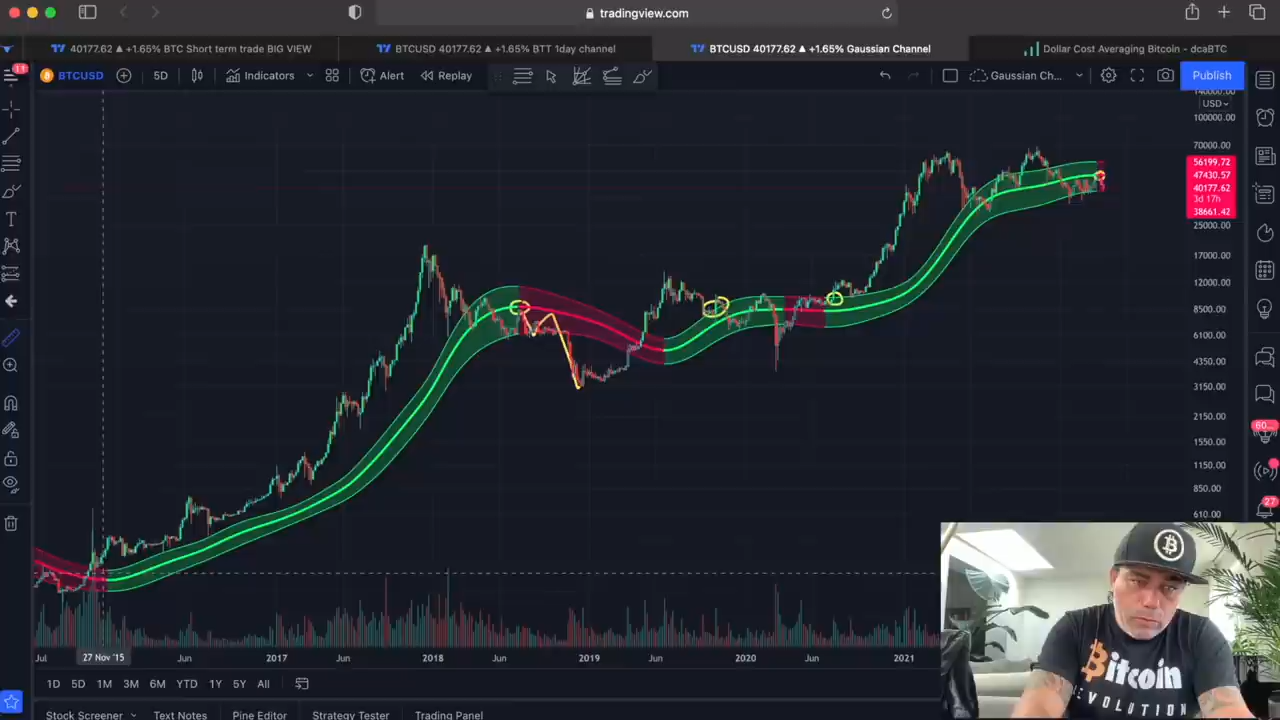 tradingview.com
40177.62 ▲ +1.65% BTC Short term trade BIG VIEW
BTCUSD 40177.62 ▲ +1.65% BTT 1day channel
BTCUSD 40177.62 ▲ +1.65% Gaussian Channel
Dollar Cost Averaging Bitcoin - dcaBTC
11
BTCUSD
5D
Indicators
Alert
Replay
Gaussian Ch...
Publish
140000.00
USD
100000.00
70000.00
56199.72
47430.57
40177.62
3d 17h
38661.42
25000.00
17000.00
12000.00
8500.00
6100.00
4350.00
3150.00
2150.00
1550.00
1150.00
850.00
610.00
60...
27
Jul
27 Nov '15
Jun
2017
Jun
2018
Jun
2019
Jun
2020
Jun
2021
1D 5D 1M 3M 6M YTD 1Y 5Y All
Stock Screener
Text Notes
Pine Editor
Strategy Tester
Trading Panel
Bitcoin
EVOLUTION